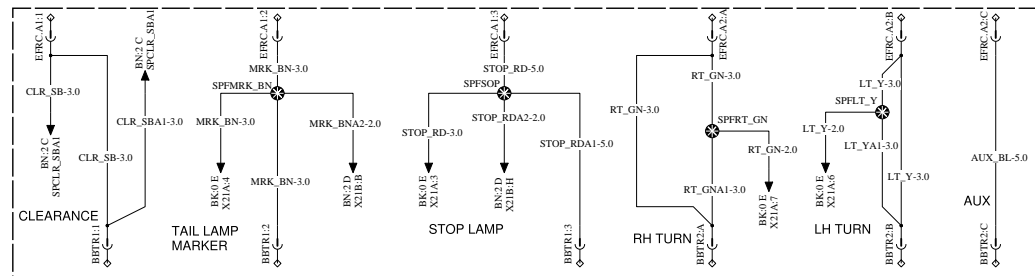 EFRC.A1:1
BN:2 C
SPCLR_SBA1
CLR_SB-3.0
CLR_SBA1-3.0
BN:2 C
SPCLR_SBA1
CLR_SB-3.0
CLEARANCE
BBTR1:1
EFRC.A1:2
MRK_BN-3.0
SPFMRK_BN
MRK_BN-3.0
MRK_BNA2-2.0
BK:0 E
X21A:4
BN:2 D
X21B:B
MRK_BN-3.0
TAIL LAMP
MARKER
BBTR1:2
EFRC.A1:3
STOP_RD-5.0
SPFSOP
STOP_RDA2-2.0
STOP_RD-3.0
STOP_RDA1-5.0
BK:0 E
X21A:3
BN:2 D
X21B:H
STOP LAMP
BBTR1:3
EFRC.A2:A
RT_GN-3.0
RT_GN-3.0
SPFRT_GN
RT_GN-2.0
RT_GNA1-3.0
BK:0 E
X21A:7
RH TURN
BBTR2:A
EFRC.A2:B
LT_Y-3.0
SPFLT_Y
LT_Y-2.0
LT_YA1-3.0
LT_Y-3.0
BK:0 E
X21A:6
LH TURN
BBTR2:B
EFRC.A2:C
AUX_BL-5.0
AUX
BBTR2:C